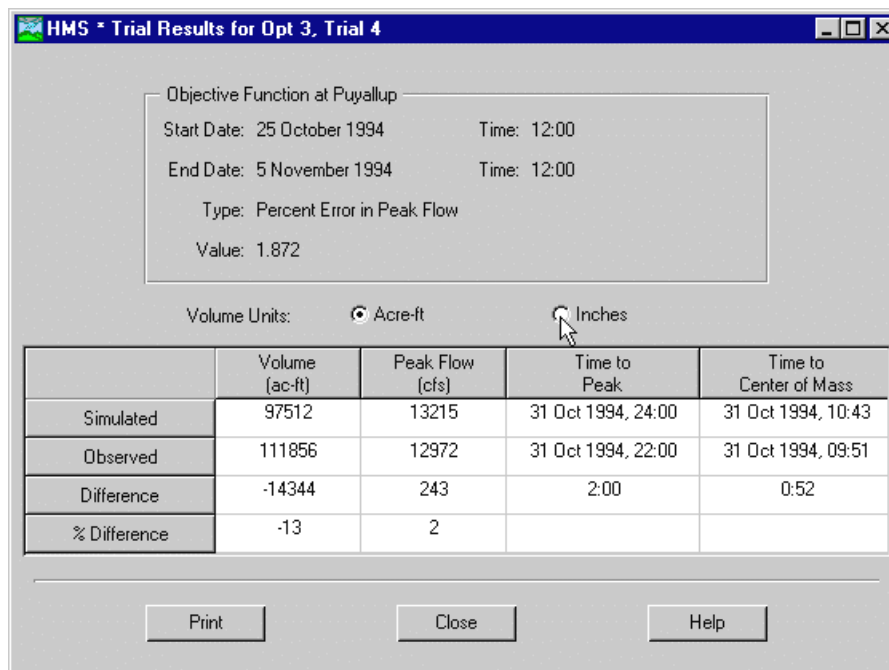 HMS * Trial Results for Opt 3, Trial 4
Objective Function at Puyallup
Start Date: 25 October 1994 Time: 12:00
End Date: 5 November 1994 Time: 12:00
Type: Percent Error in Peak Flow
Value: 1.872
Volume Units: Acre-ft Inches
Volume (ac-ft) Peak Flow (cfs) Time to Peak Time to Center of Mass
Simulated 97512 13215 31 Oct 1994, 24:00 31 Oct 1994, 10:43
Observed 111856 12972 31 Oct 1994, 22:00 31 Oct 1994, 09:51
Difference -14344 243 2:00 0:52
% Difference -13 2
Print Close Help